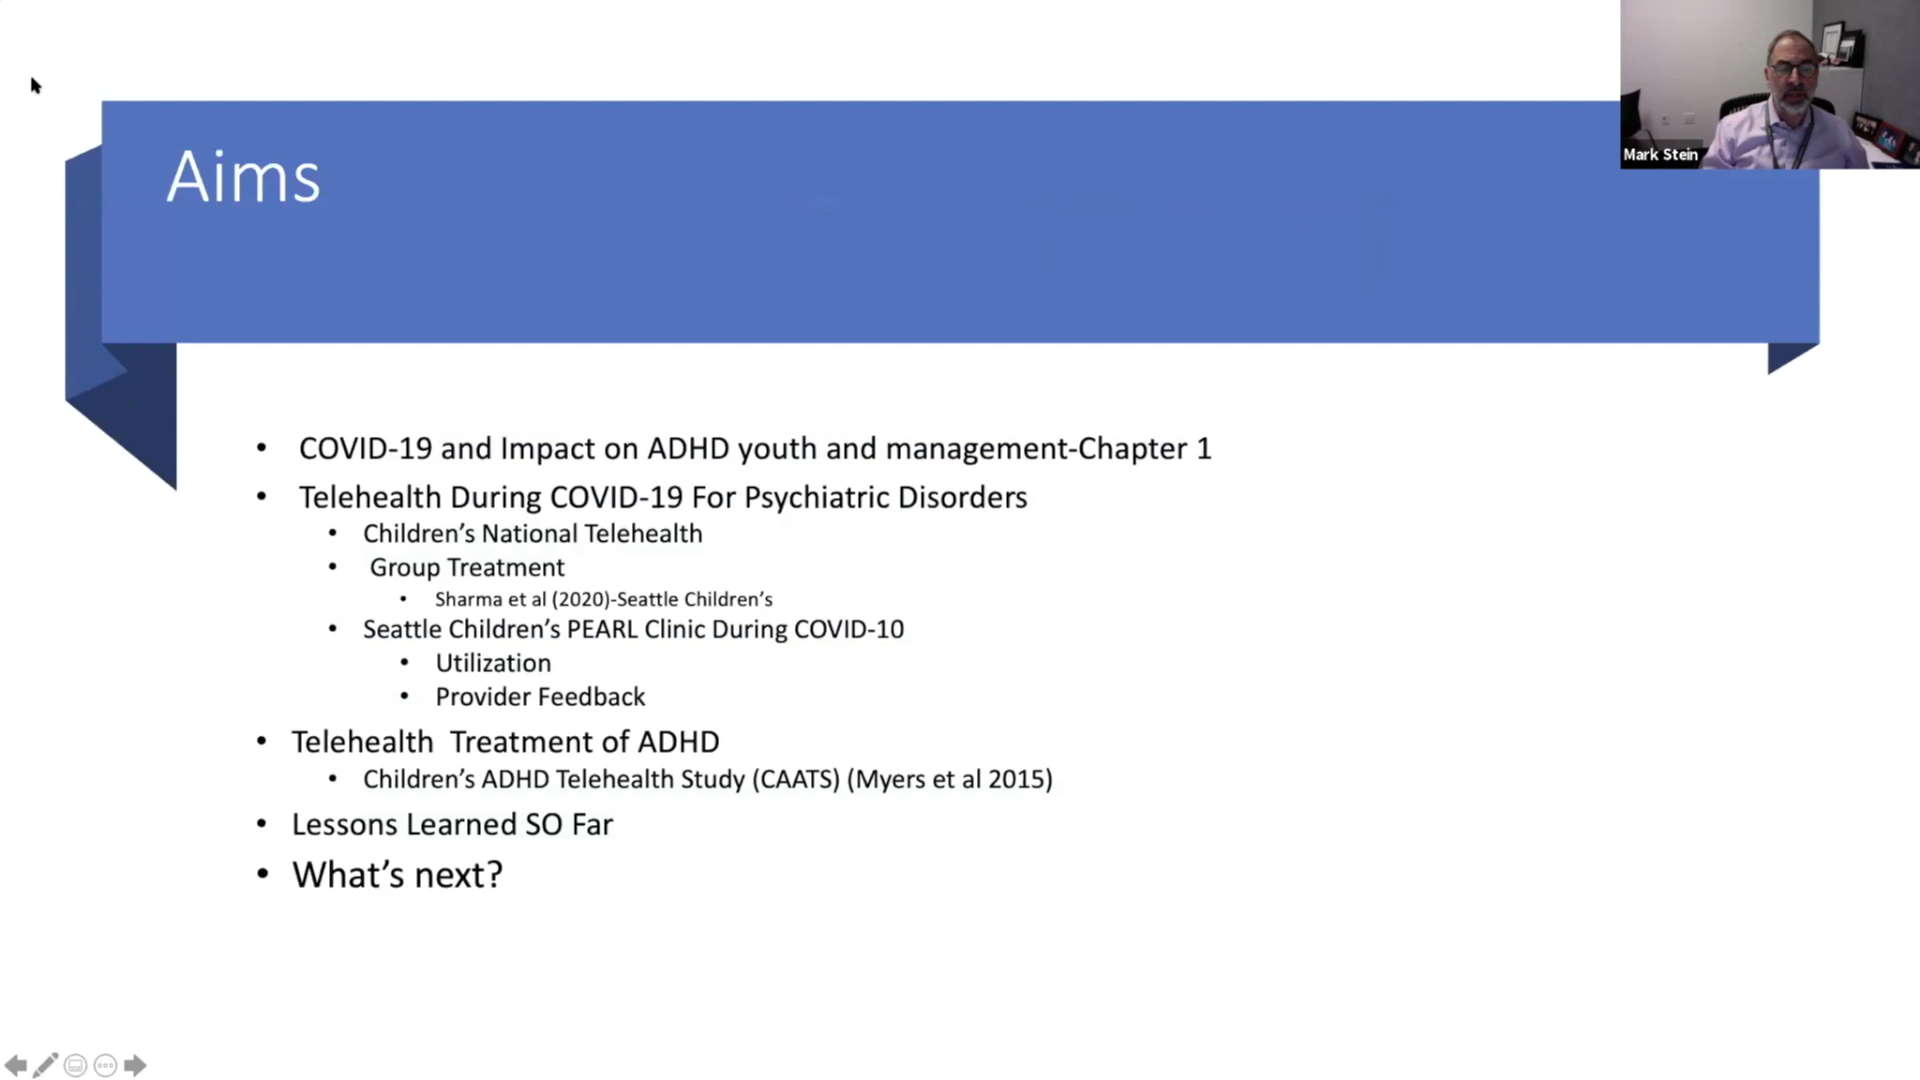 Mark Stein
Aims
• COVID-19 and Impact on ADHD youth and management-Chapter 1
• Telehealth During COVID-19 For Psychiatric Disorders
• Children’s National Telehealth
• Group Treatment
• Sharma et al (2020)-Seattle Children’s
• Seattle Children’s PEARL Clinic During COVID-10
• Utilization
• Provider Feedback
• Telehealth Treatment of ADHD
• Children’s ADHD Telehealth Study (CAATS) (Myers et al 2015)
• Lessons Learned SO Far
• What’s next?